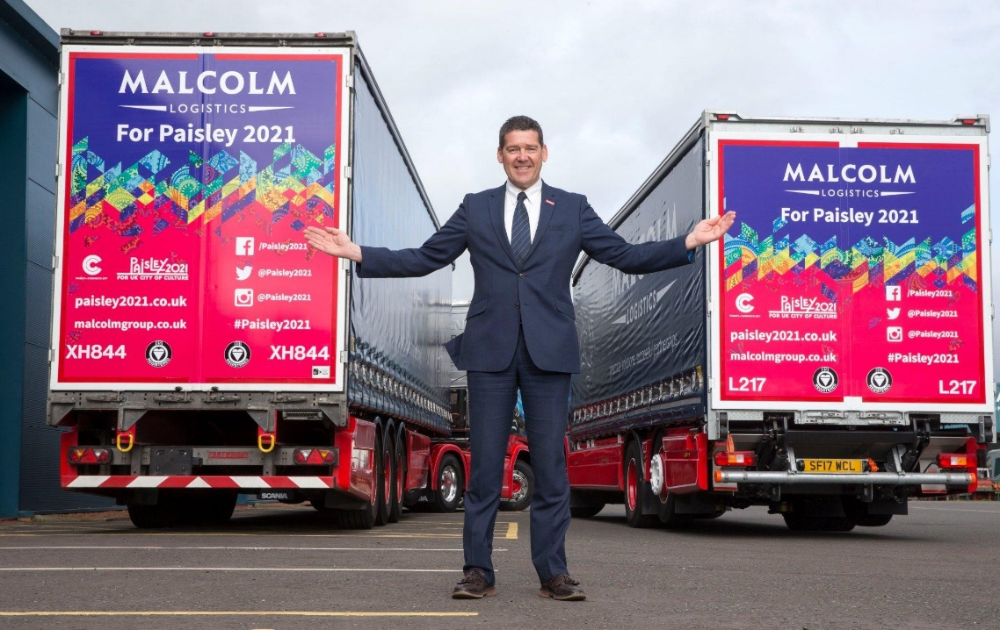 MALCOLM
LOGISTICS
For Paisley 2021
/Paisley2021
PAISLEY2021
FOR UK CITY OF CULTURE
@Paisley2021
paisley2021.co.uk
@Paisley2021
malcolmgroup.co.uk
#Paisley2021
XH844
XH844
SCANIA
MALCOLM
LOGISTICS
MALCOLM
LOGISTICS
For Paisley 2021
/Paisley2021
PAISLEY2021
FOR UK CITY OF CULTURE
@Paisley2021
paisley2021.co.uk
@Paisley2021
malcolmgroup.co.uk
#Paisley2021
L217
L217
SF17 WCL